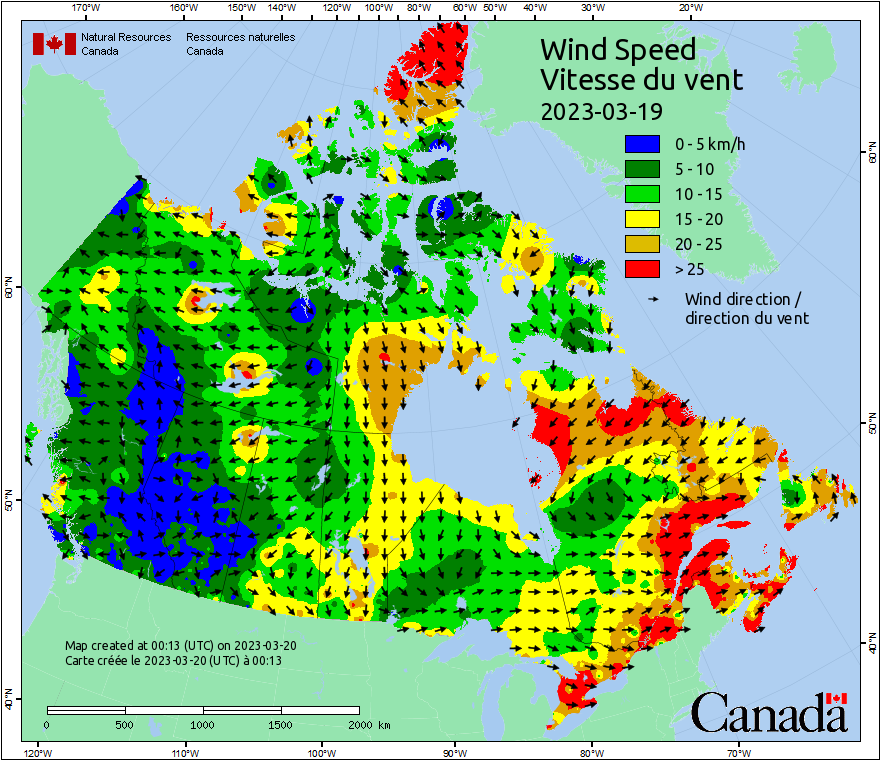 170°W 160°W 150°W 140°W 130°W 120°W 110°W 100°W 90°W 80°W 70°W 60°W 50°W 40°W 30°W 20°W
Natural Resources Canada
Ressources naturelles Canada
Wind Speed
Vitesse du vent
2023-03-19
0 - 5 km/h
5 - 10
10 - 15
15 - 20
20 - 25
> 25
Wind direction /
direction du vent
60°N
60°N
50°N
50°N
40°N
40°N
Map created at 00:13 (UTC) on 2023-03-20
Carte créée le 2023-03-20 (UTC) à 00:13
0 500 1000 1500 2000 km
Canada
120°W 110°W 100°W 90°W 80°W 70°W